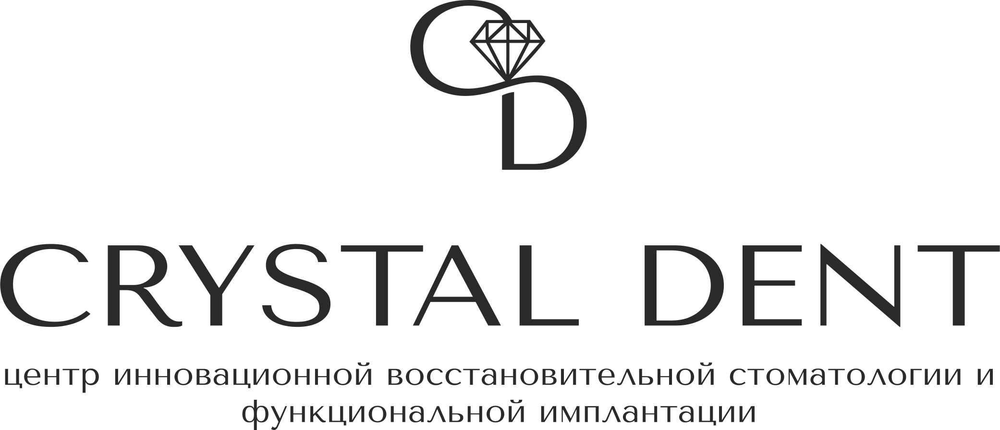 CD
CRYSTAL DENT
центр инновационной восстановительной стоматологии и
функциональной имплантации